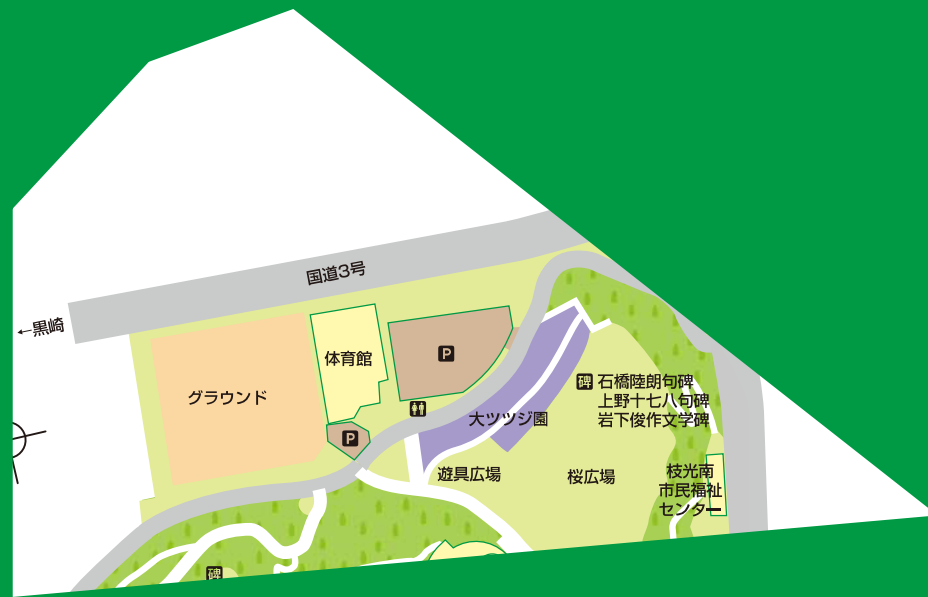 国道3号
←黒崎
体育館
P
グラウンド
碑 石橋陸朗句碑
上野十七八句碑
岩下俊作文学碑
大ツツジ園
P
遊具広場
桜広場
枝光南
市民福祉
センター
碑